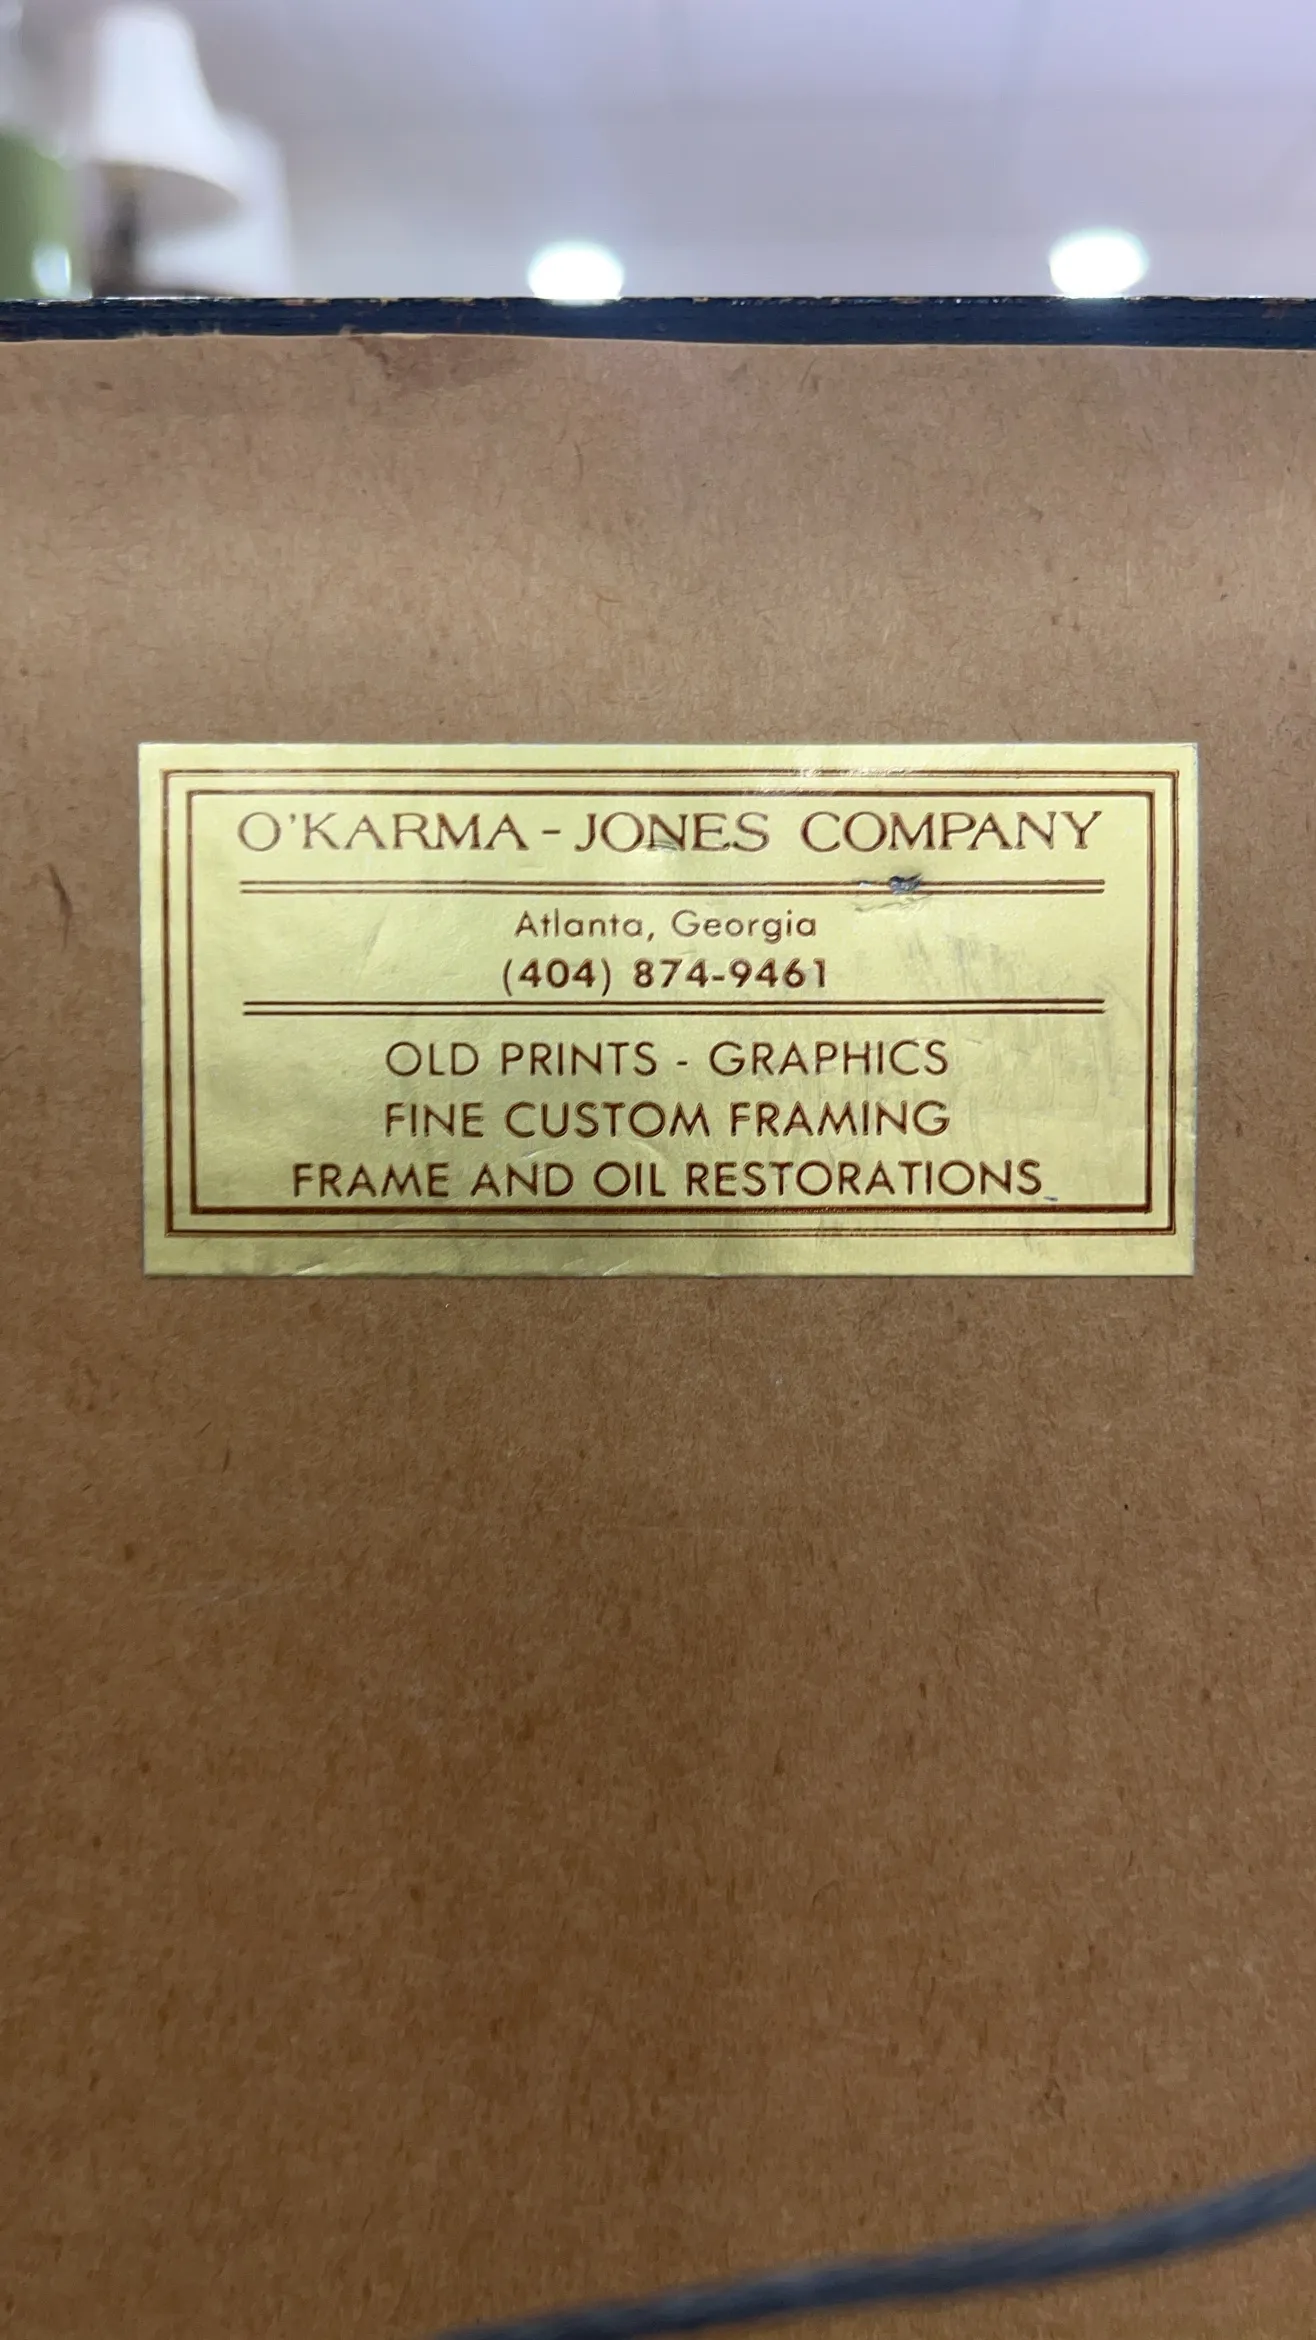 O'KARMA - JONES COMPANY
Atlanta, Georgia
(404) 874-9461
OLD PRINTS - GRAPHICS
FINE CUSTOM FRAMING
FRAME AND OIL RESTORATIONS